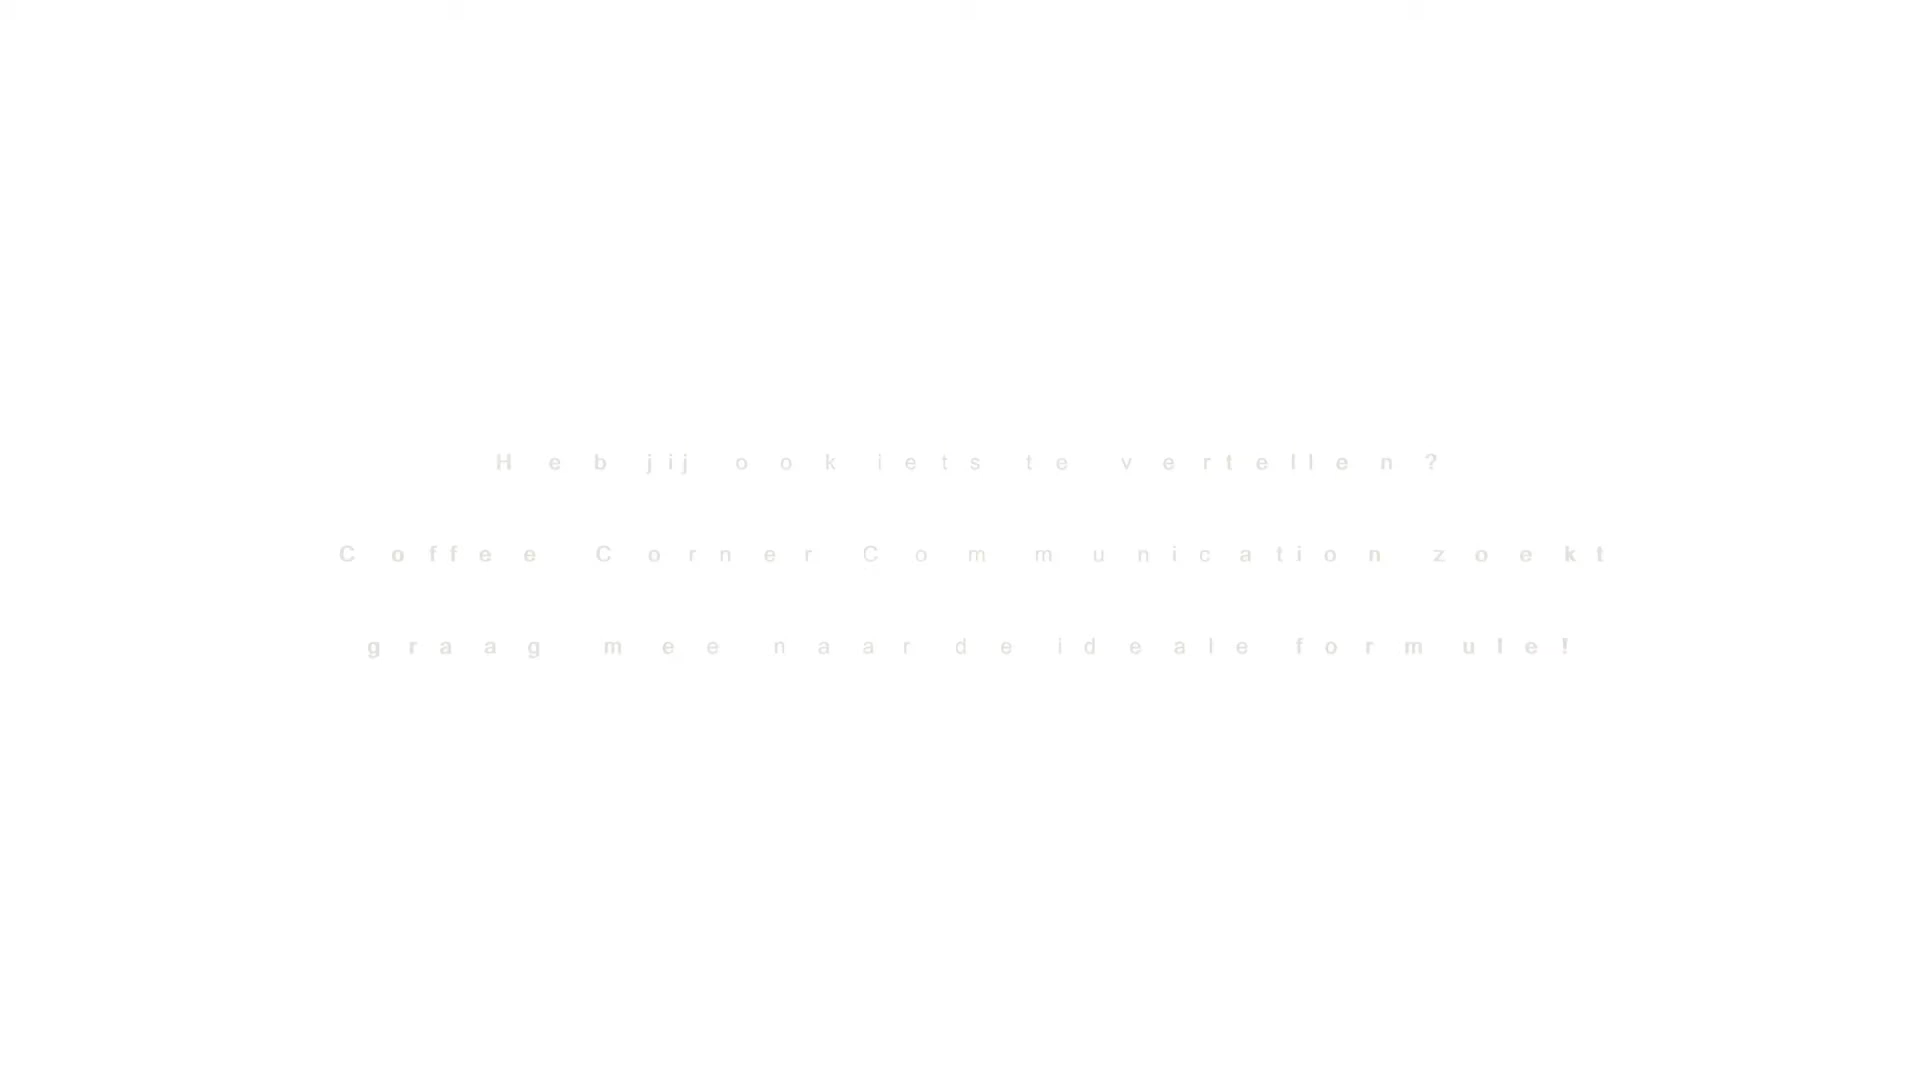 Heb jij ook iets te vertellen?
Coffee Corner Communication zoekt
graag mee naar de ideale formule!